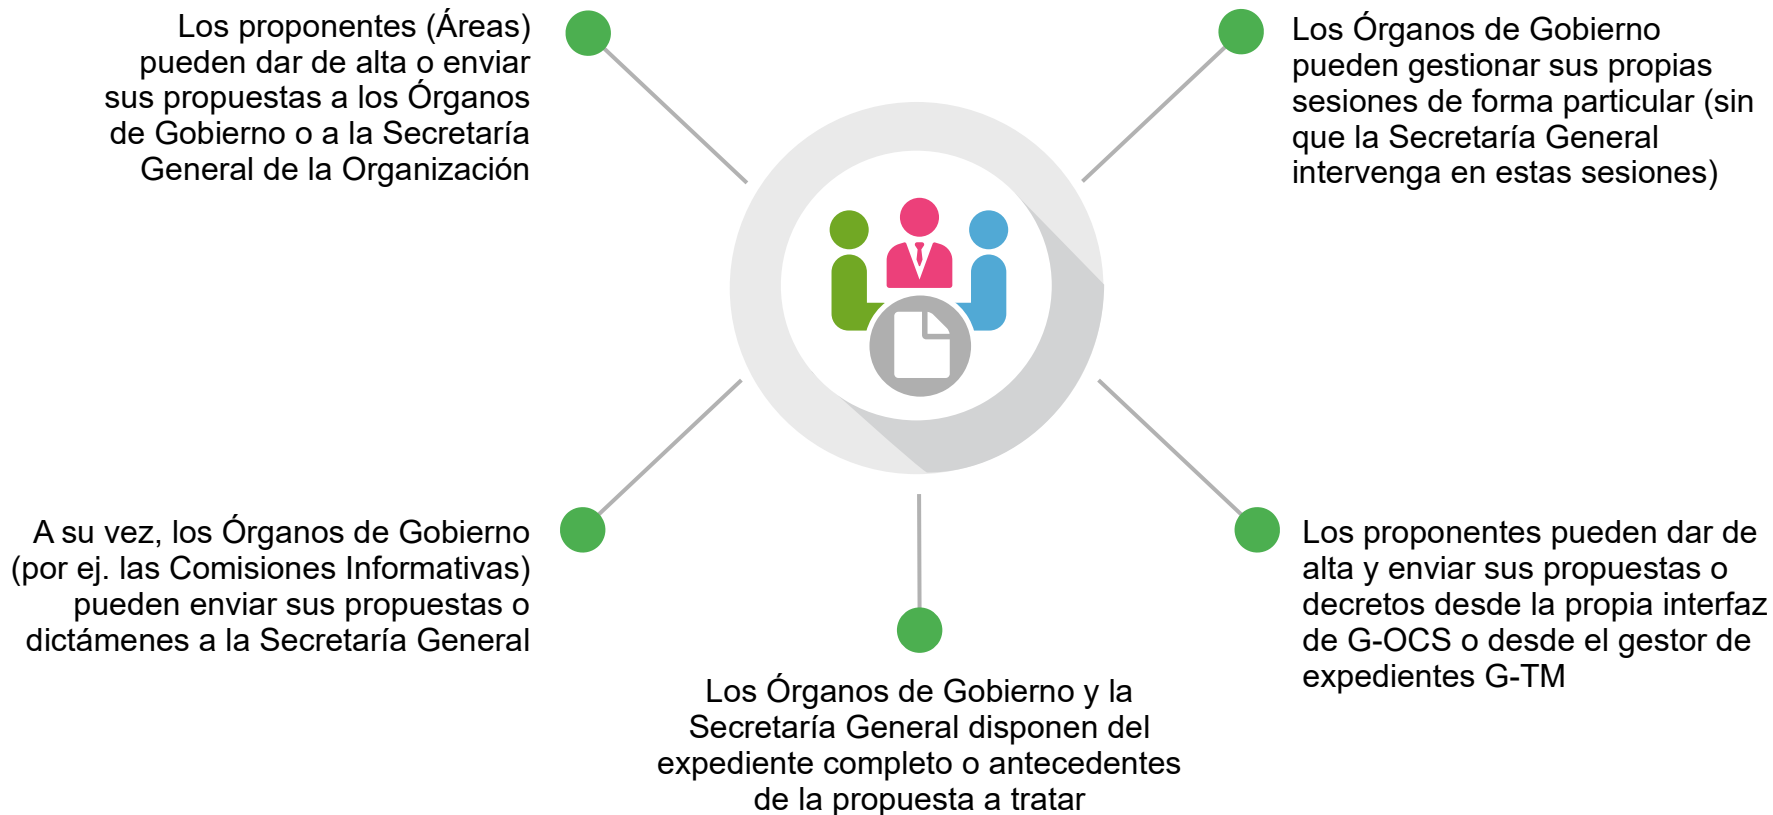 Los proponentes (Áreas)
pueden dar de alta o enviar
sus propuestas a los Órganos
de Gobierno o a la Secretaría
General de la Organización
Los Órganos de Gobierno
pueden gestionar sus propias
sesiones de forma particular (sin
que la Secretaría General
intervenga en estas sesiones)
A su vez, los Órganos de Gobierno
(por ej. las Comisiones Informativas)
pueden enviar sus propuestas o
dictámenes a la Secretaría General
Los Órganos de Gobierno y la
Secretaría General disponen del
expediente completo o antecedentes
de la propuesta a tratar
Los proponentes pueden dar de
alta y enviar sus propuestas o
decretos desde la propia interfaz
de G-OCS o desde el gestor de
expedientes G-TM